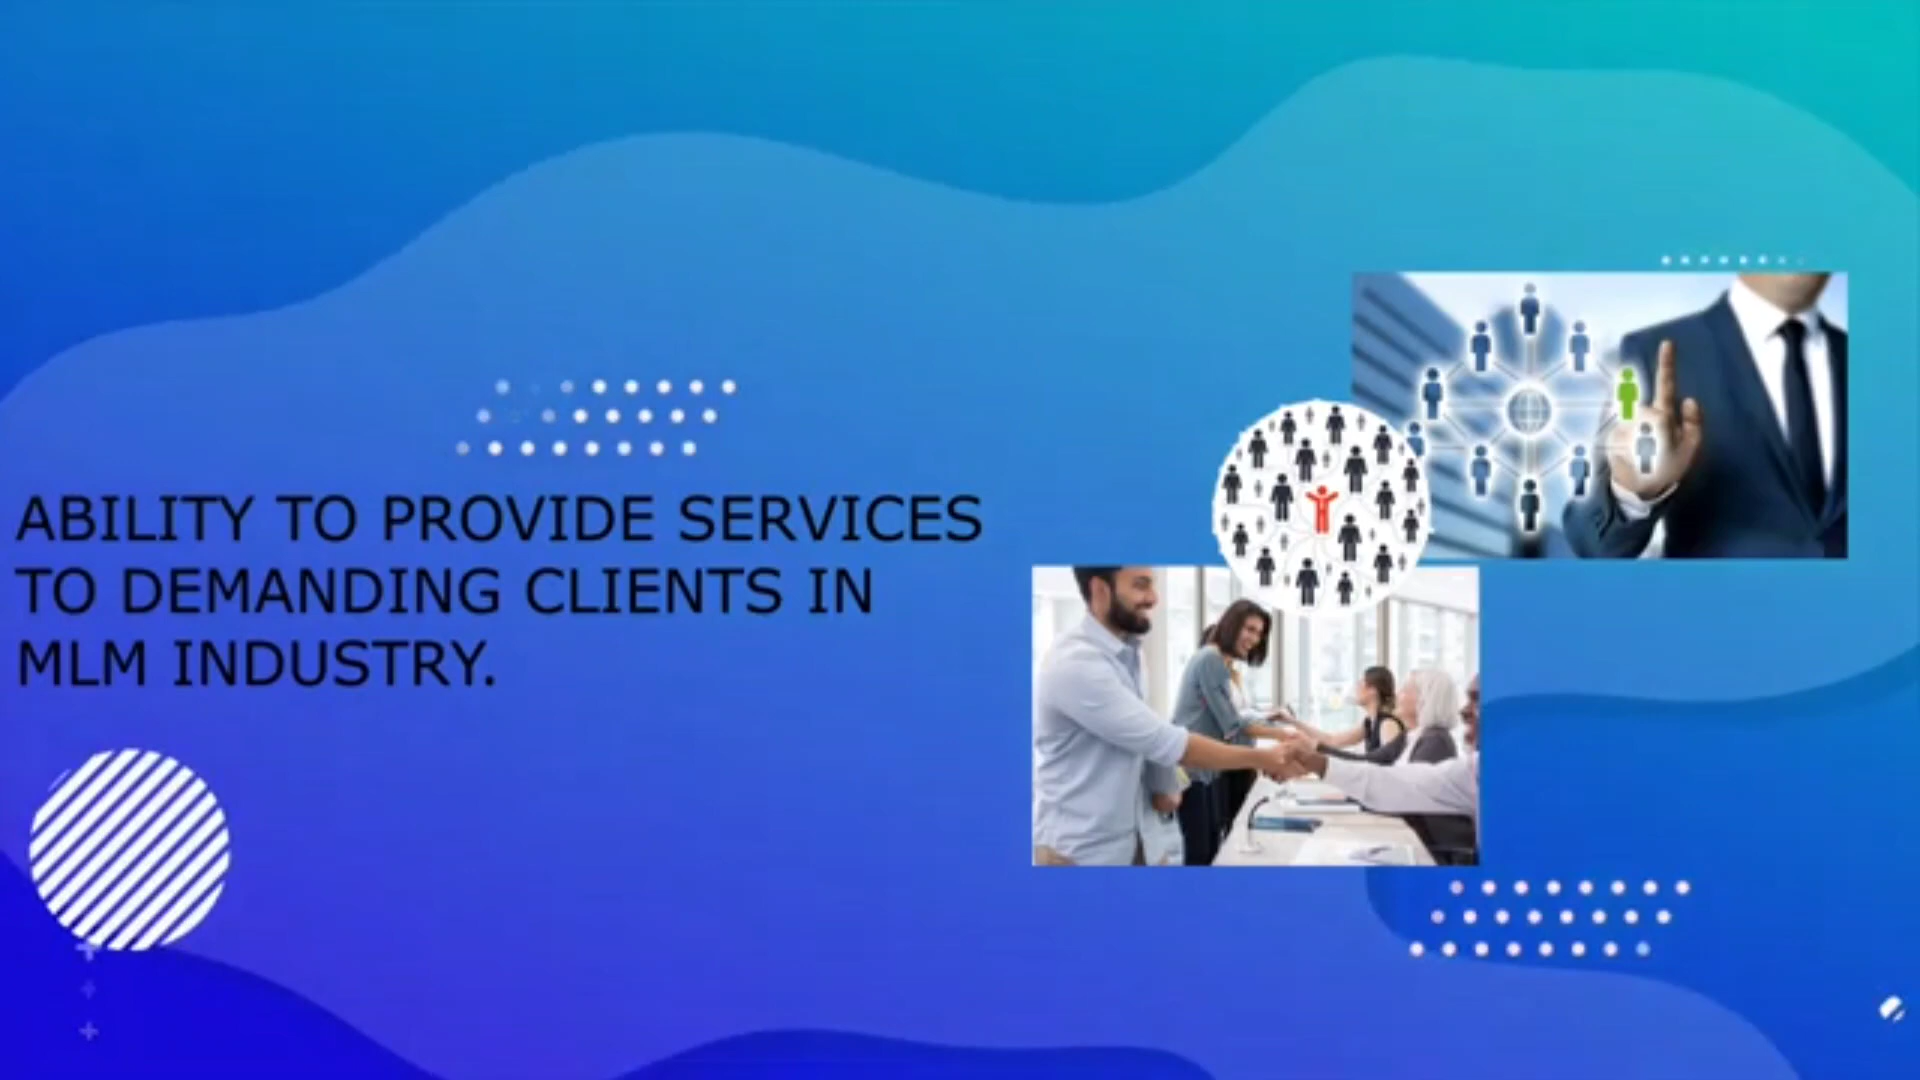 ABILITY TO PROVIDE SERVICES
TO DEMANDING CLIENTS IN
MLM INDUSTRY.